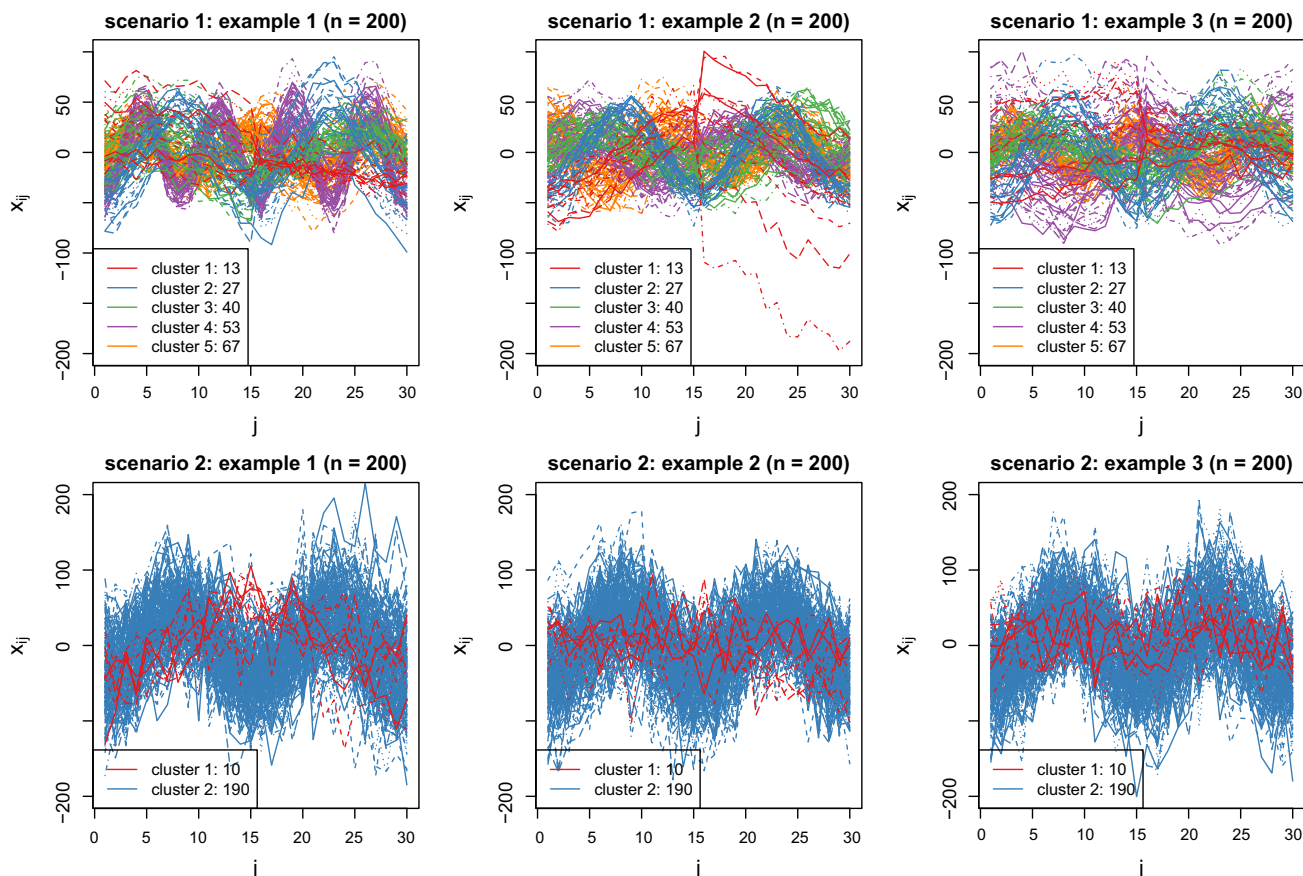 scenario 1: example 1 (n = 200)
xij
50
0
−100
−200
cluster 1: 13
cluster 2: 27
cluster 3: 40
cluster 4: 53
cluster 5: 67
0 5 10 15 20 25 30
j
scenario 1: example 2 (n = 200)
xij
50
0
−100
−200
cluster 1: 13
cluster 2: 27
cluster 3: 40
cluster 4: 53
cluster 5: 67
0 5 10 15 20 25 30
j
scenario 1: example 3 (n = 200)
xij
50
0
−100
−200
cluster 1: 13
cluster 2: 27
cluster 3: 40
cluster 4: 53
cluster 5: 67
0 5 10 15 20 25 30
j
scenario 2: example 1 (n = 200)
xij
200
100
0
−200
cluster 1: 10
cluster 2: 190
0 5 10 15 20 25 30
j
scenario 2: example 2 (n = 200)
xij
200
100
0
−200
cluster 1: 10
cluster 2: 190
0 5 10 15 20 25 30
j
scenario 2: example 3 (n = 200)
xij
200
100
0
−200
cluster 1: 10
cluster 2: 190
0 5 10 15 20 25 30
j